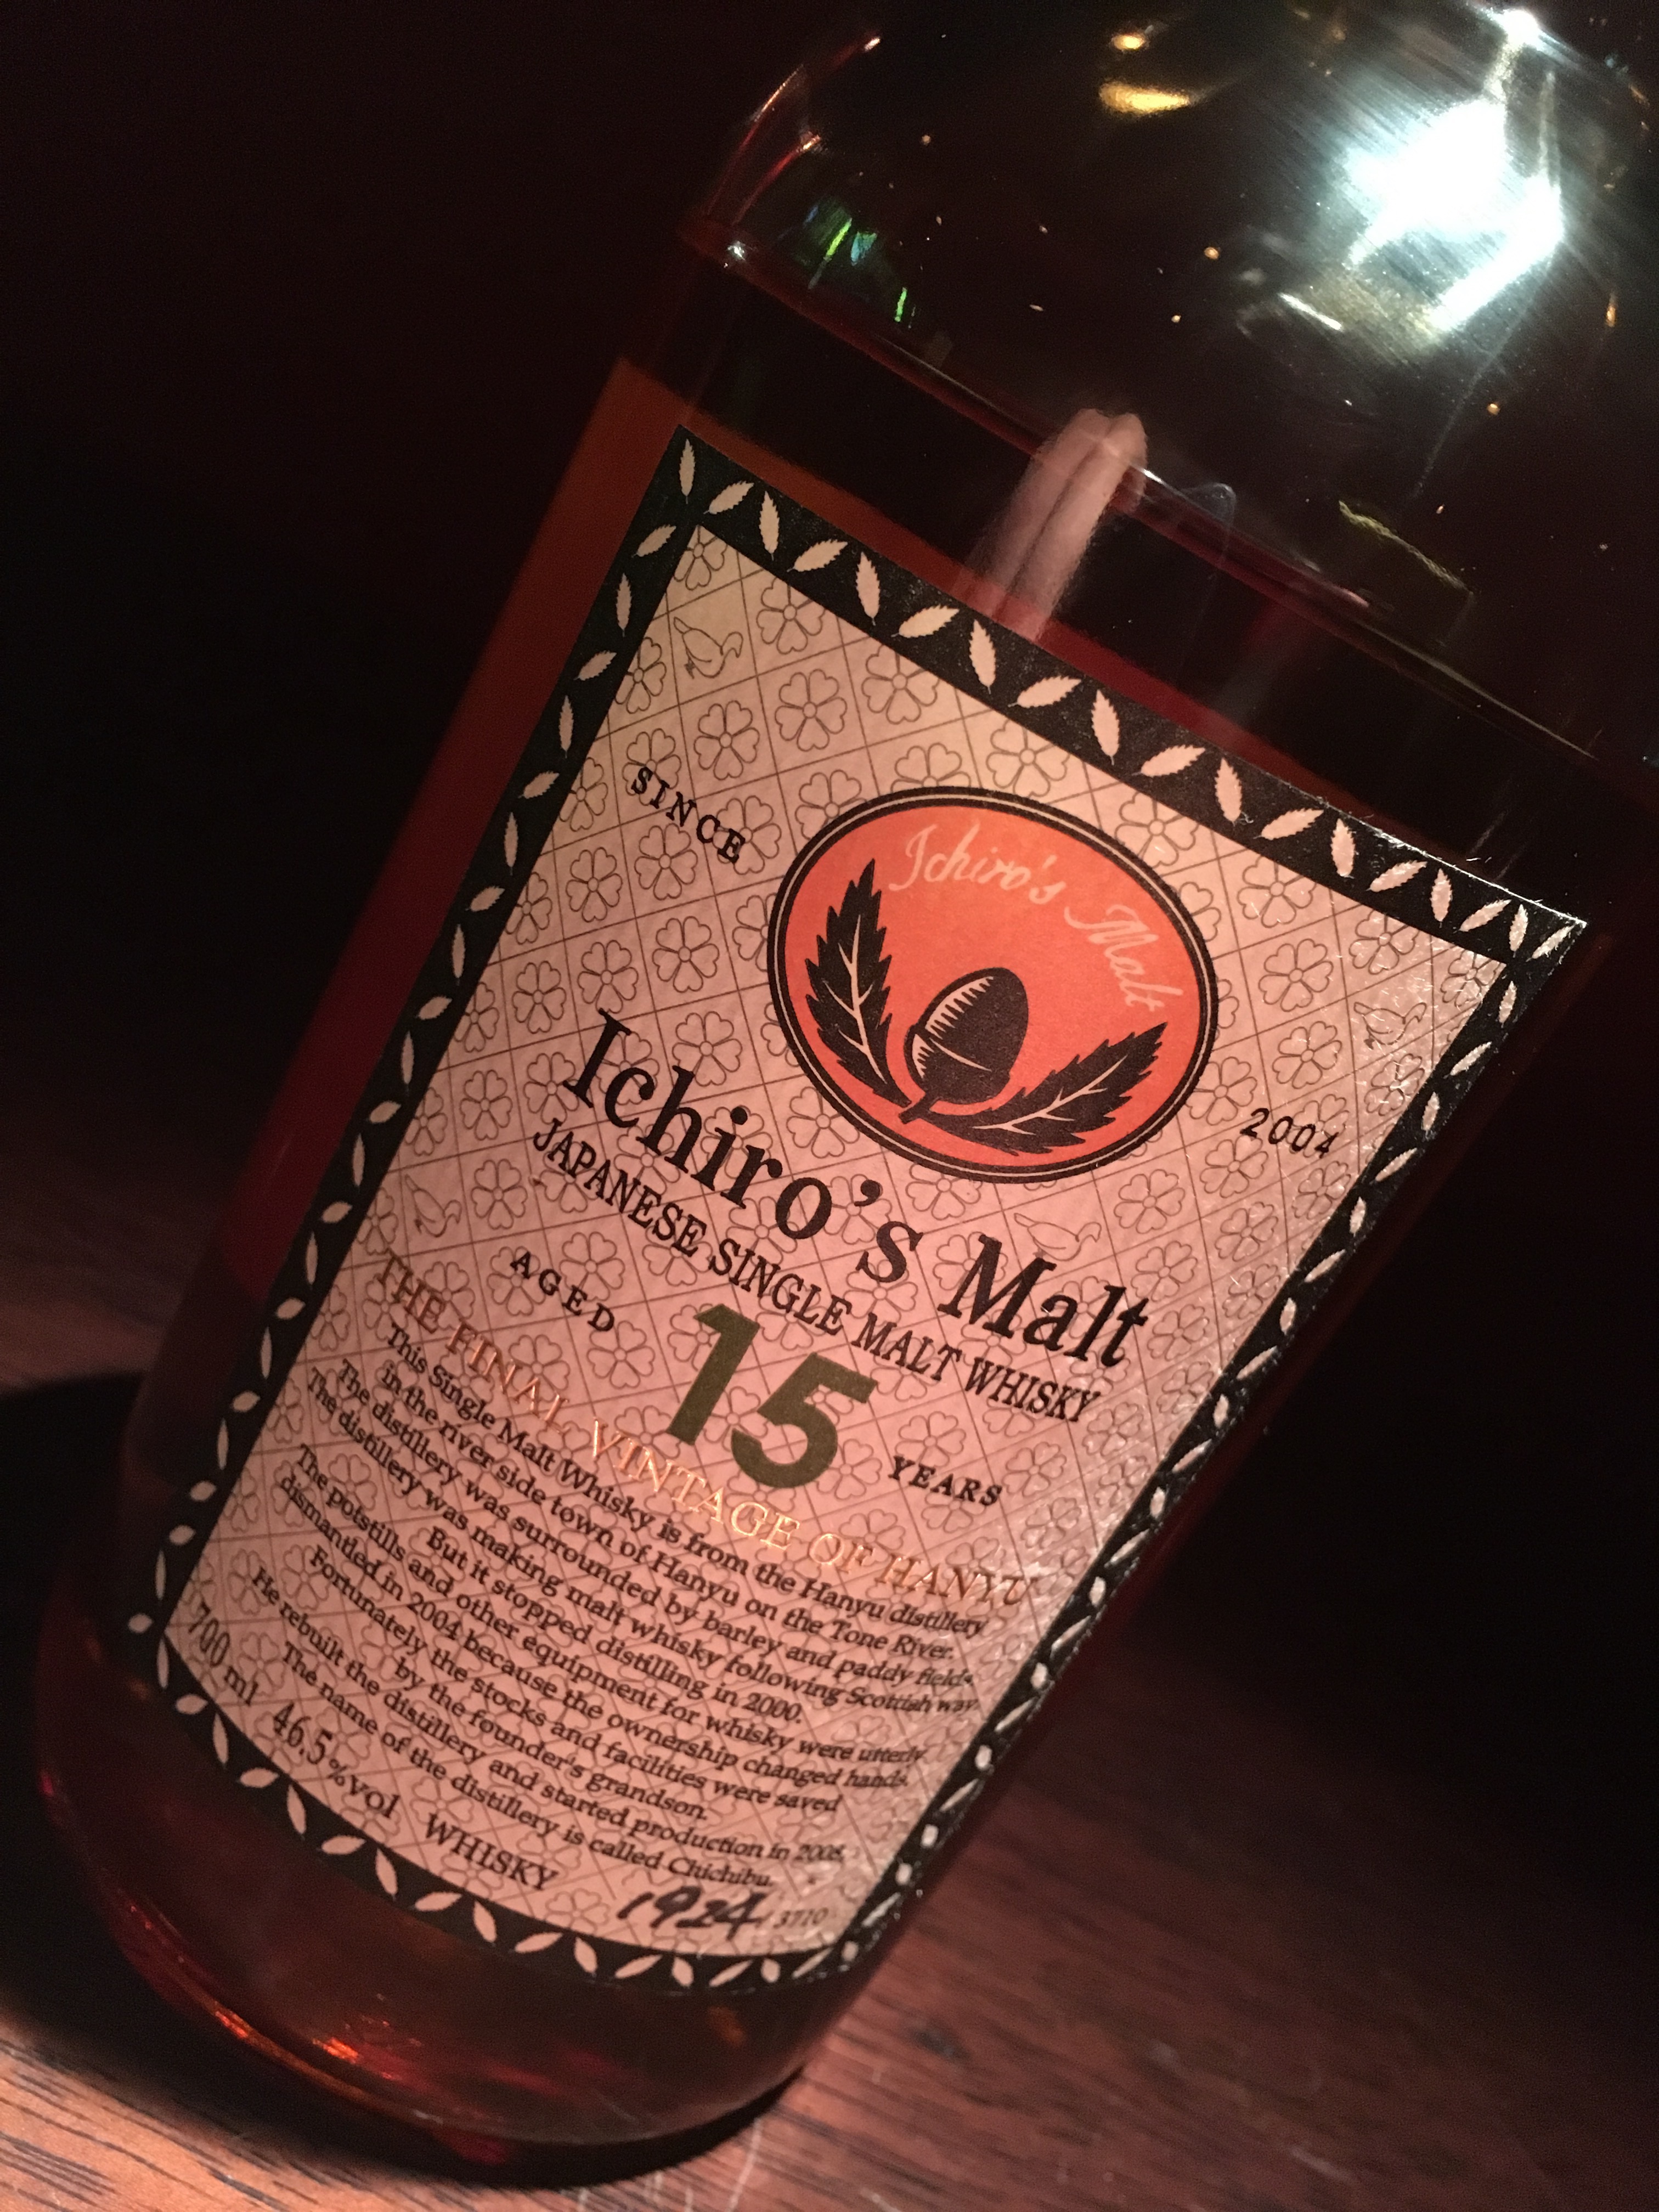 Ichiro's Malt
SINCE
2004
Ichiro's Malt
JAPANESE SINGLE MALT WHISKY
AGED 15 YEARS
THE FINAL VINTAGE OF HANYU
This Single Malt Whisky is from the Hanyu distillery
in the river side town of Hanyu on the Tone River.
The distillery was surrounded by barley and paddy fields.
The distillery was making malt whisky following Scottish way.
But it stopped distilling in 2000.
The potstills and other equipment for whisky were utterly
dismantled in 2004 because the ownership changed hands.
Fortunately the stocks and facilities were saved
by the founder's grandson.
He rebuilt the distillery and started production in
The name of the distillery is called Chichibu.
700 ml 46.5%vol WHISKY
1924 / 3710